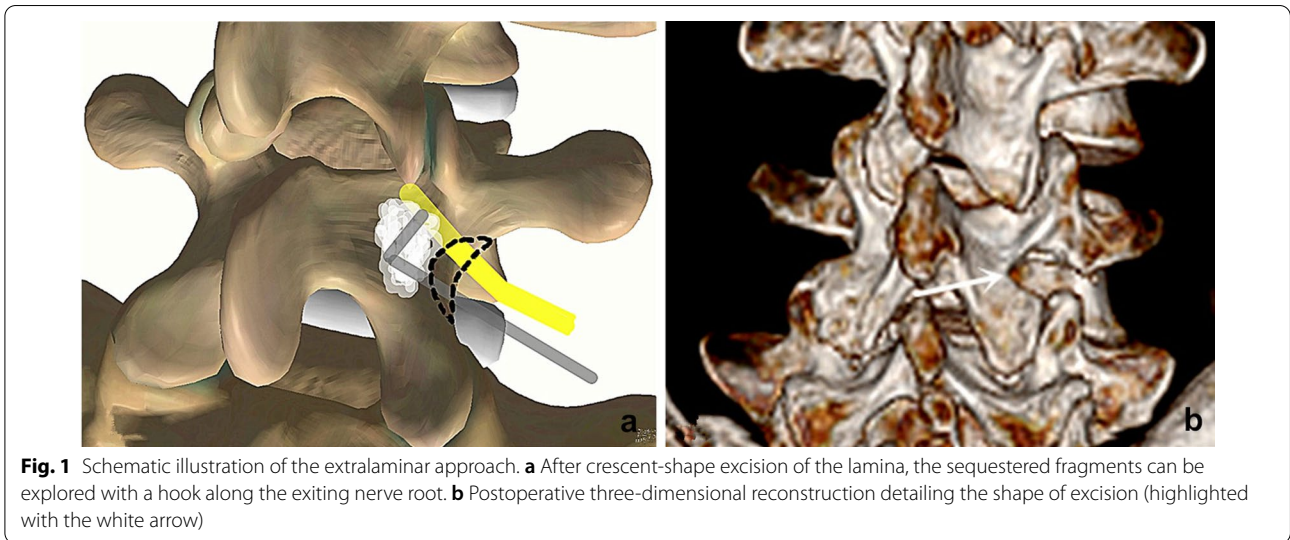 a
b
Fig. 1 Schematic illustration of the extralaminar approach. a After crescent-shape excision of the lamina, the sequestered fragments can be
explored with a hook along the exiting nerve root. b Postoperative three-dimensional reconstruction detailing the shape of excision (highlighted
with the white arrow)